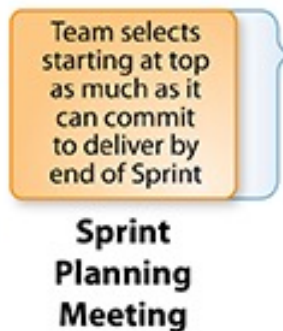 Team selects
starting at top
as much as it
can commit
to deliver by
end of Sprint
Sprint
Planning
Meeting